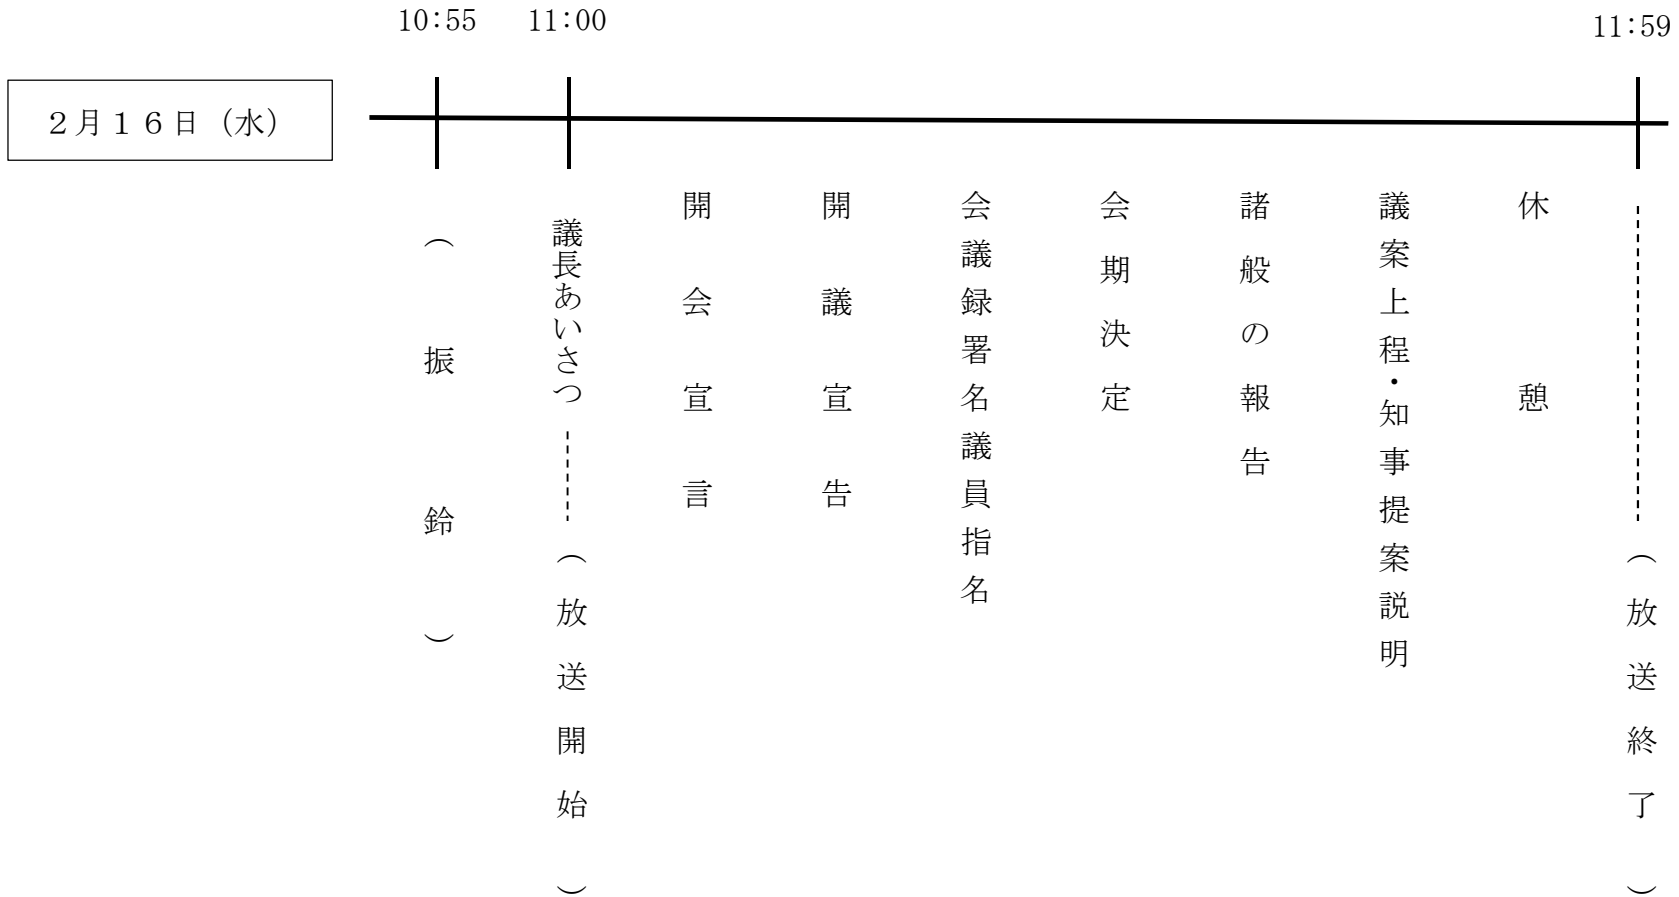 10:55
11:00
11:59
２月１６日（水）
（振鈴）
議長あいさつ
（放送開始）
開会宣言
開議宣告
会議録署名議員指名
会期決定
諸般の報告
議案上程・知事提案説明
休憩
（放送終了）